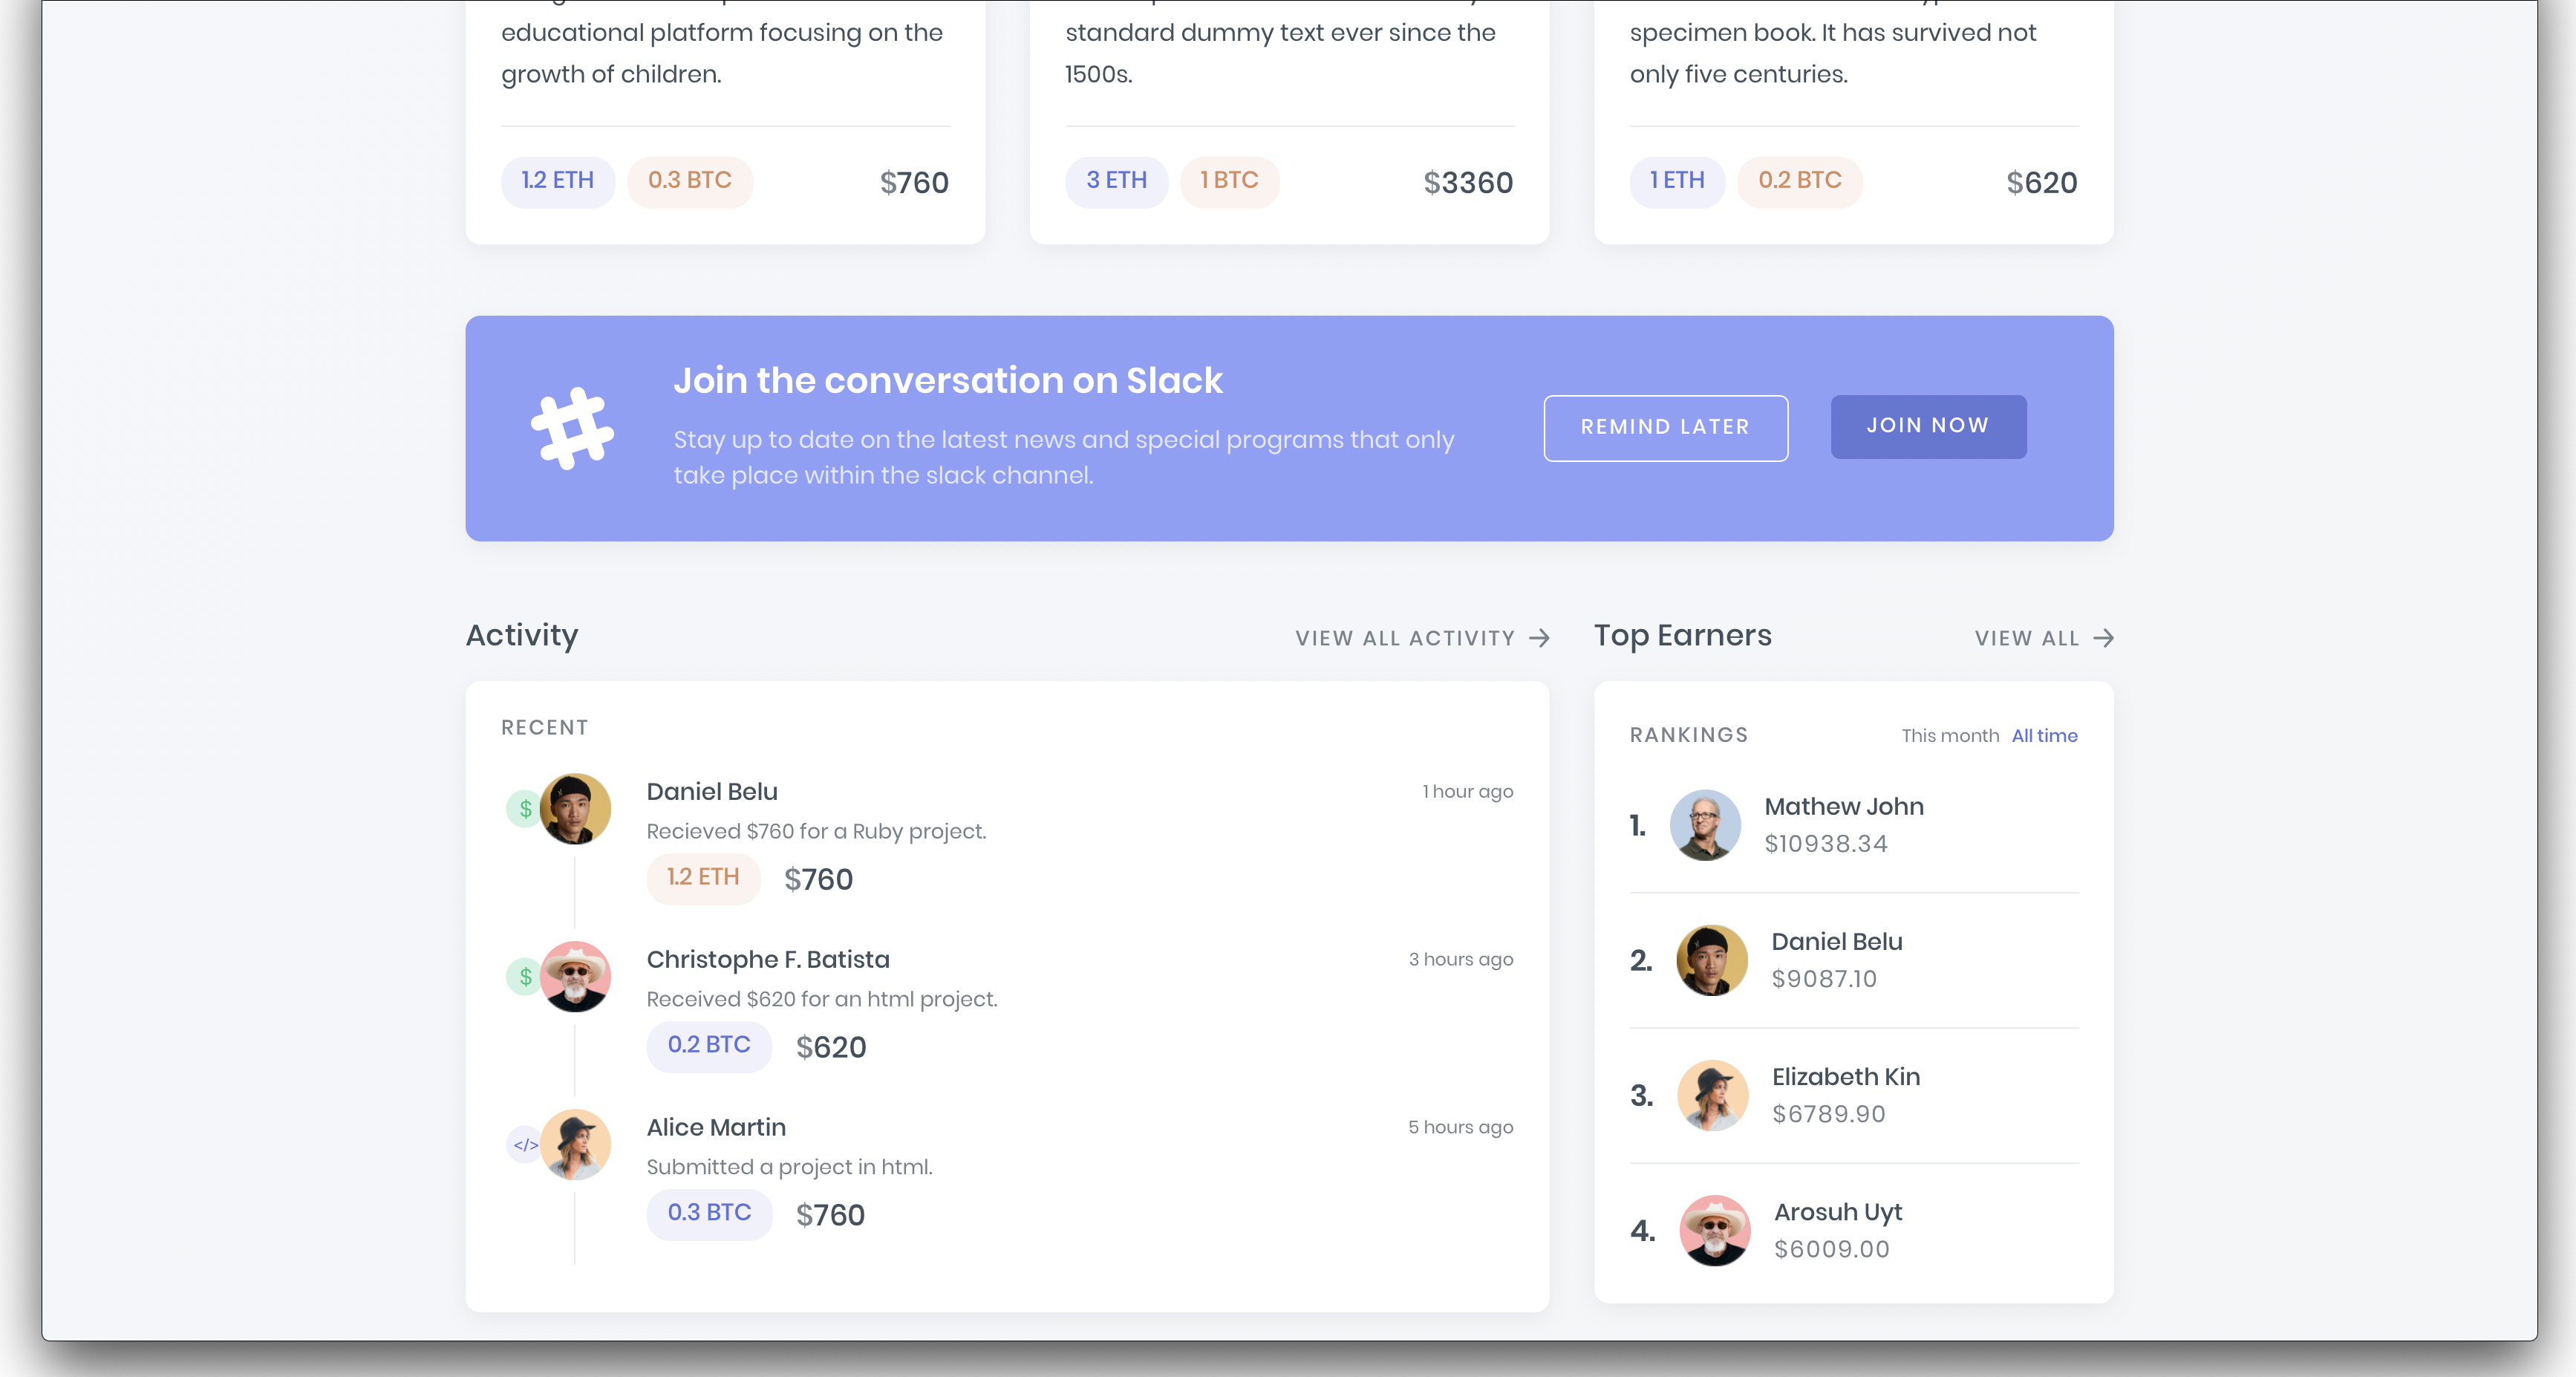 educational platform focusing on the
growth of children.
1.2 ETH 0.3 BTC $760
standard dummy text ever since the
1500s.
3 ETH 1 BTC $3360
specimen book. It has survived not
only five centuries.
1 ETH 0.2 BTC $620
Join the conversation on Slack
Stay up to date on the latest news and special programs that only
take place within the slack channel.
REMIND LATER
JOIN NOW
Activity
VIEW ALL ACTIVITY →
RECENT
$
Daniel Belu
1 hour ago
Recieved $760 for a Ruby project.
1.2 ETH $760
$
Christophe F. Batista
3 hours ago
Received $620 for an html project.
0.2 BTC $620
</>
Alice Martin
5 hours ago
Submitted a project in html.
0.3 BTC $760
Top Earners
VIEW ALL →
RANKINGS
This month All time
1.
Mathew John
$10938.34
2.
Daniel Belu
$9087.10
3.
Elizabeth Kin
$6789.90
4.
Arosuh Uyt
$6009.00